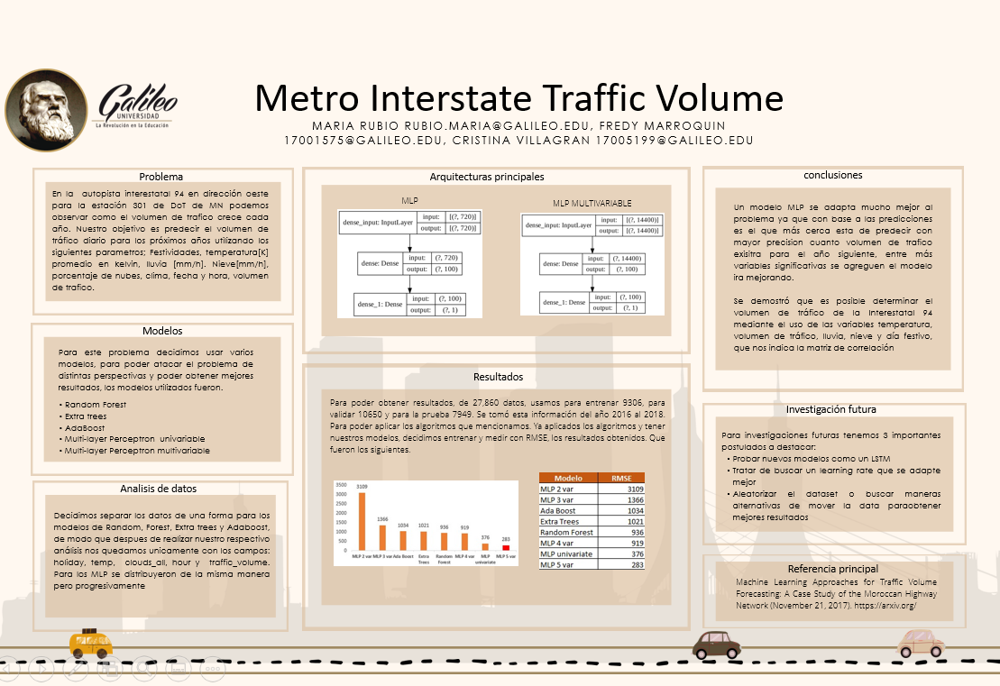 Galileo
UNIVERSIDAD
La Revolución en la Educación
Metro Interstate Traffic Volume
MARIA RUBIO RUBIO.MARIA@GALILEO.EDU, FREDY MARROQUIN
17001575@GALILEO.EDU, CRISTINA VILLAGRAN 17005199@GALILEO.EDU
Problema
En la autopista interestatal 94 en dirección oeste
para la estación 301 de DoT de MN podemos
observar como el volumen de trafico crece cada
año. Nuestro objetivo es predecir el volumen de
tráfico diario para los próximos años utilizando los
siguientes parametros; Festividades, temperatura[K]
promedio en kelvin, lluvia [mm/h]. Nieve[mm/h],
porcentaje de nubes, clima, fecha y hora, volumen
de trafico.
Modelos
Para este problema decidimos usar varios
modelos, para poder atacar el problema de
distintas perspectivas y poder obtener mejores
resultados, los modelos utilizados fueron.
• Random Forest
• Extra trees
• AdaBoost
• Multi-layer Perceptron univariable
• Multi-layer Perceptron multivariable
Analisis de datos
Decidimos separar los datos de una forma para los
modelos de Random, Forest, Extra trees y Adaboost,
de modo que despues de realizar nuestro respectivo
análisis nos quedamos unicamente con los campos:
holiday, temp, clouds_all, hour y traffic_volume.
Para los MLP se distribuyeron de la misma manera
pero progresivamente
Arquitecturas principales
MLP
dense_input: InputLayer
input: [(?, 720)]
output: [(?, 720)]
dense: Dense
input: (?, 720)
output: (?, 100)
dense_1: Dense
input: (?, 100)
output: (?, 1)
MLP MULTIVARIABLE
dense_input: InputLayer
input: [(?, 14400)]
output: [(?, 14400)]
dense: Dense
input: (?, 14400)
output: (?, 100)
dense_1: Dense
input: (?, 100)
output: (?, 1)
Resultados
Para poder obtener resultados, de 27,860 datos, usamos para entrenar 9306, para
validar 10650 y para la prueba 7949. Se tomó esta información del año 2016 al 2018.
Para poder aplicar los algoritmos que mencionamos. Ya aplicados los algoritmos y tener
nuestros modelos, decidimos entrenar y medir con RMSE, los resultados obtenidos. Que
fueron los siguientes.
3500
3000
2500
2000
1500
1000
500
0
3109
1366
1034
1021
936
919
376
283
MLP 2 var MLP 3 var Ada Boost Extra Trees Random Forest MLP 4 var MLP univariate MLP 5 var
Modelo RMSE
MLP 2 var 3109
MLP 3 var 1366
Ada Boost 1034
Extra Trees 1021
Random Forest 936
MLP 4 var 919
MLP univariate 376
MLP 5 var 283
conclusiones
Un modelo MLP se adapta mucho mejor al
problema ya que con base a las predicciones
es el que más cerca esta de predecir con
mayor precision cuanto volumen de trafico
exisitra para el año siguiente, entre más
variables significativas se agreguen el modelo
ira mejorando.
Se demostró que es posible determinar el
volumen de tráfico de la Interestatal 94
mediante el uso de las variables temperatura,
volumen de tráfico, lluvia, nieve y día festivo,
que nos indica la matriz de correlación
Investigación futura
Para investigaciones futuras tenemos 3 importantes
postulados a destacar:
• Probar nuevos modelos como un LSTM
• Tratar de buscar un learning rate que se adapte
mejor
• Aleatorizar el dataset o buscar maneras
alternativas de mover la data paraobtener
mejores resultados
Referencia principal
Machine Learning Approaches for Traffic Volume
Forecasting: A Case Study of the Moroccan Highway
Network (November 21, 2017). https://arxiv.org/